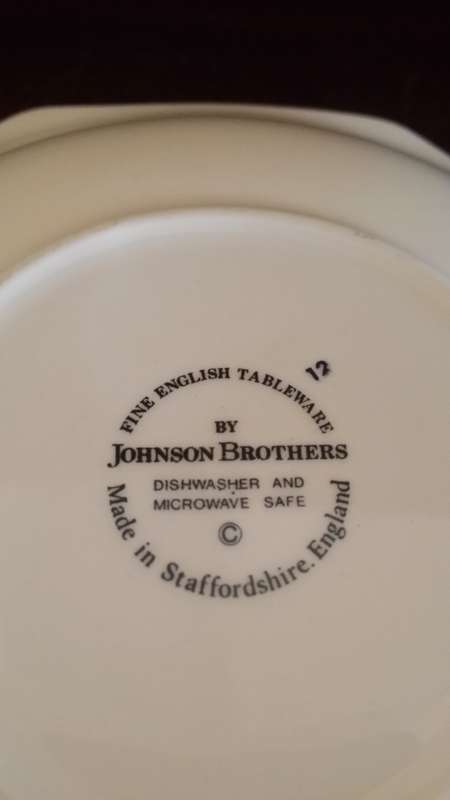 12
FINE ENGLISH TABLEWARE
BY
JOHNSON BROTHERS
DISHWASHER AND
MICROWAVE SAFE
©
Made in Staffordshire. England